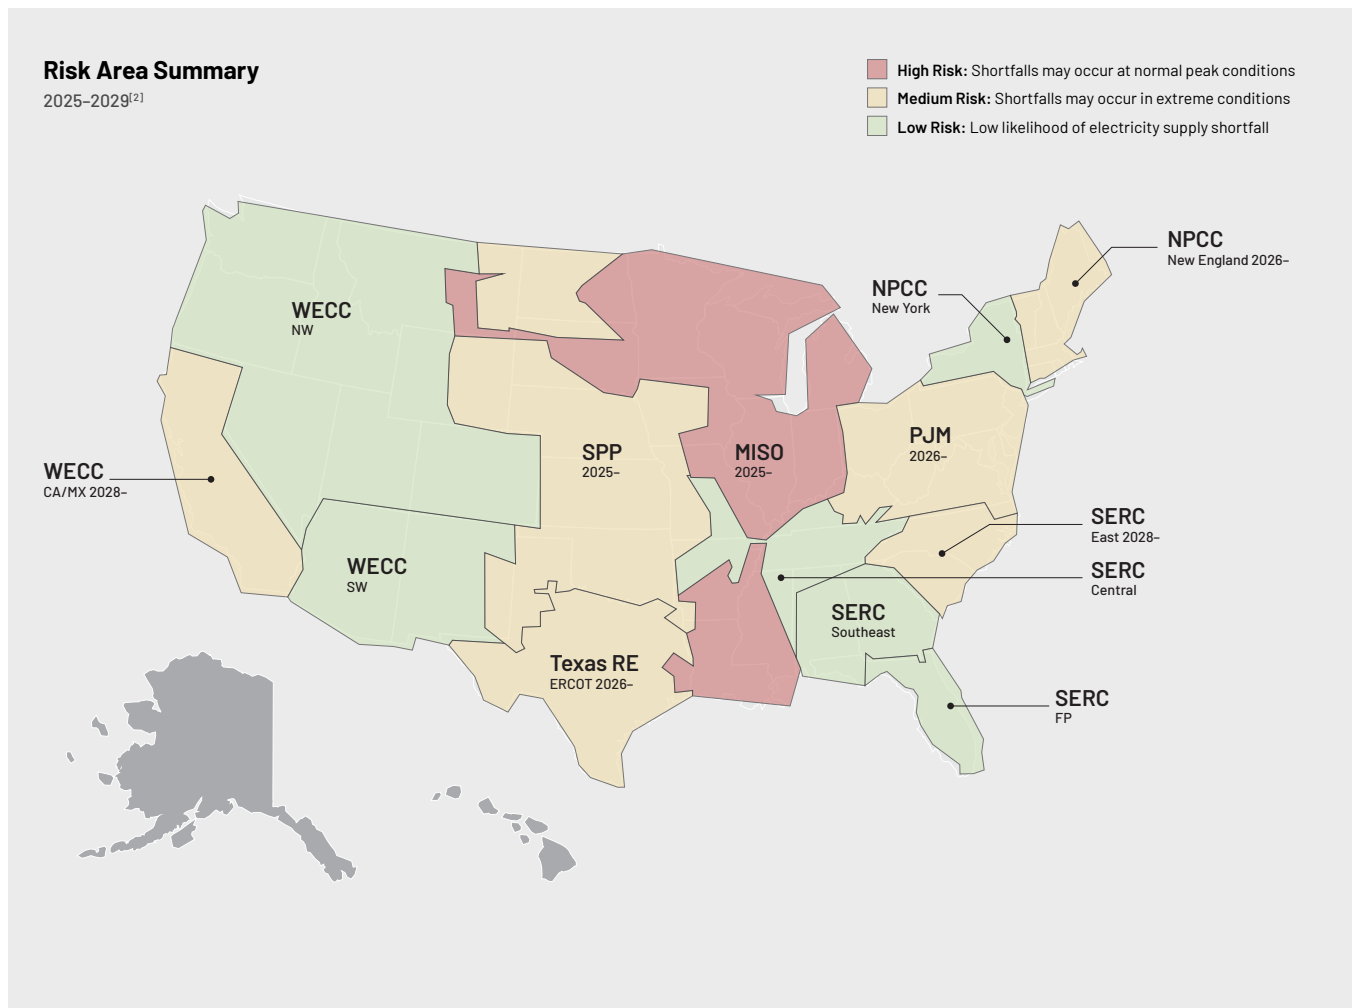 Risk Area Summary
2025–2029[2]
High Risk: Shortfalls may occur at normal peak conditions
Medium Risk: Shortfalls may occur in extreme conditions
Low Risk: Low likelihood of electricity supply shortfall
NPCC
New England 2026–
NPCC
New York
WECC
NW
PJM
2026–
SPP
2025–
MISO
2025–
WECC
CA/MX 2028–
SERC
East 2028–
WECC
SW
SERC
Central
SERC
Southeast
Texas RE
ERCOT 2026–
SERC
FP